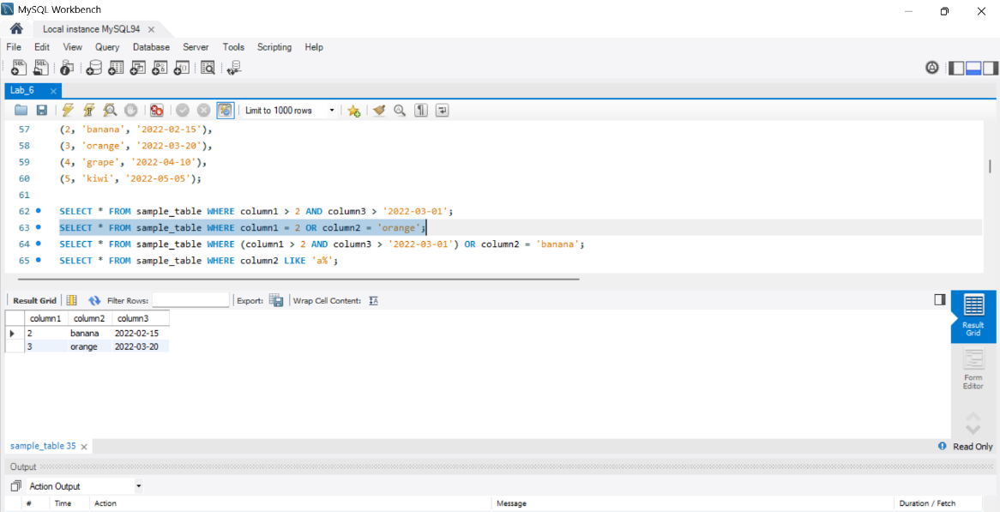 MySQL Workbench
Local instance MySQL94
File Edit View Query Database Server Tools Scripting Help
Lab_6
Limit to 1000 rows
57 (2, 'banana', '2022-02-15'),
58 (3, 'orange', '2022-03-20'),
59 (4, 'grape', '2022-04-10'),
60 (5, 'kiwi', '2022-05-05');
61
62 SELECT * FROM sample_table WHERE column1 > 2 AND column3 > '2022-03-01';
63 SELECT * FROM sample_table WHERE column1 = 2 OR column2 = 'orange';
64 SELECT * FROM sample_table WHERE (column1 > 2 AND column3 > '2022-03-01') OR column2 = 'banana';
65 SELECT * FROM sample_table WHERE column2 LIKE 'a%';
Result Grid Filter Rows: Export: Wrap Cell Content:
column1 column2 column3
2 banana 2022-02-15
3 orange 2022-03-20
Result
Grid
Form
Editor
sample_table 35 Read Only
Output
Action Output
# Time Action Message Duration / Fetch